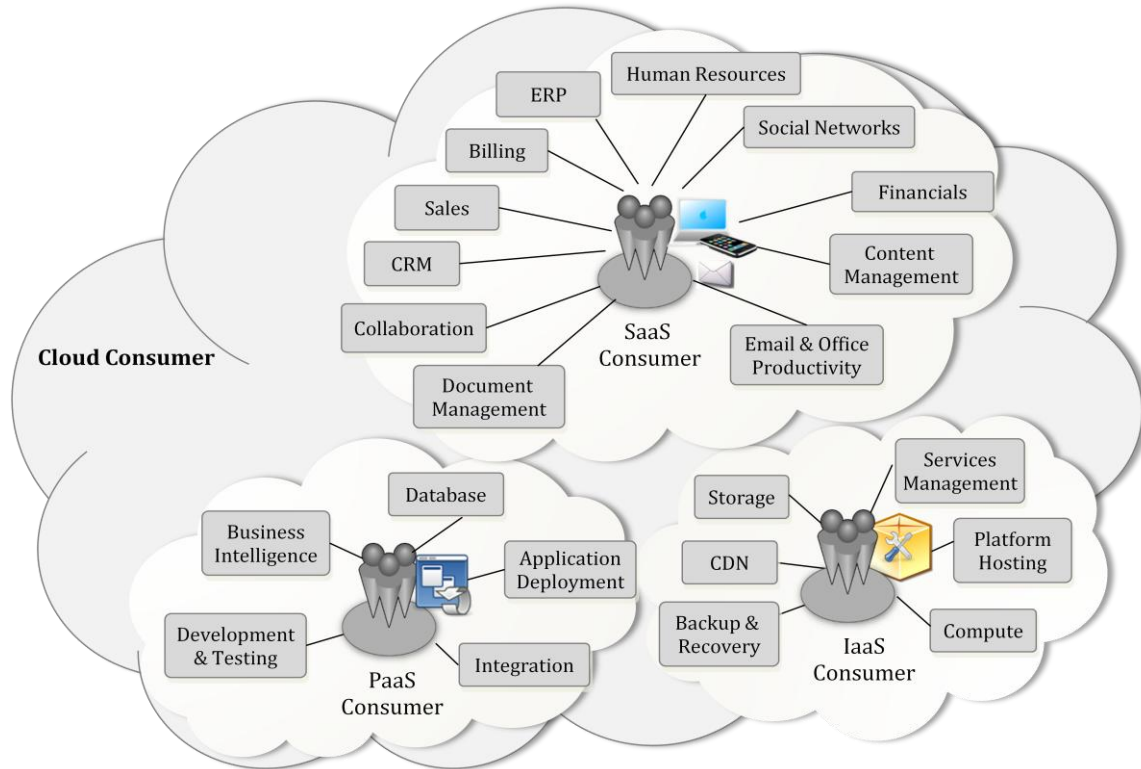 Human Resources
ERP
Social Networks
Billing
Financials
Sales
Content
Management
CRM
Collaboration
SaaS
Consumer
Email & Office
Productivity
Document
Management
Cloud Consumer
Database
Business
Intelligence
Application
Deployment
Development
& Testing
Integration
PaaS
Consumer
Services
Management
Storage
Platform
Hosting
CDN
Backup &
Recovery
Compute
IaaS
Consumer